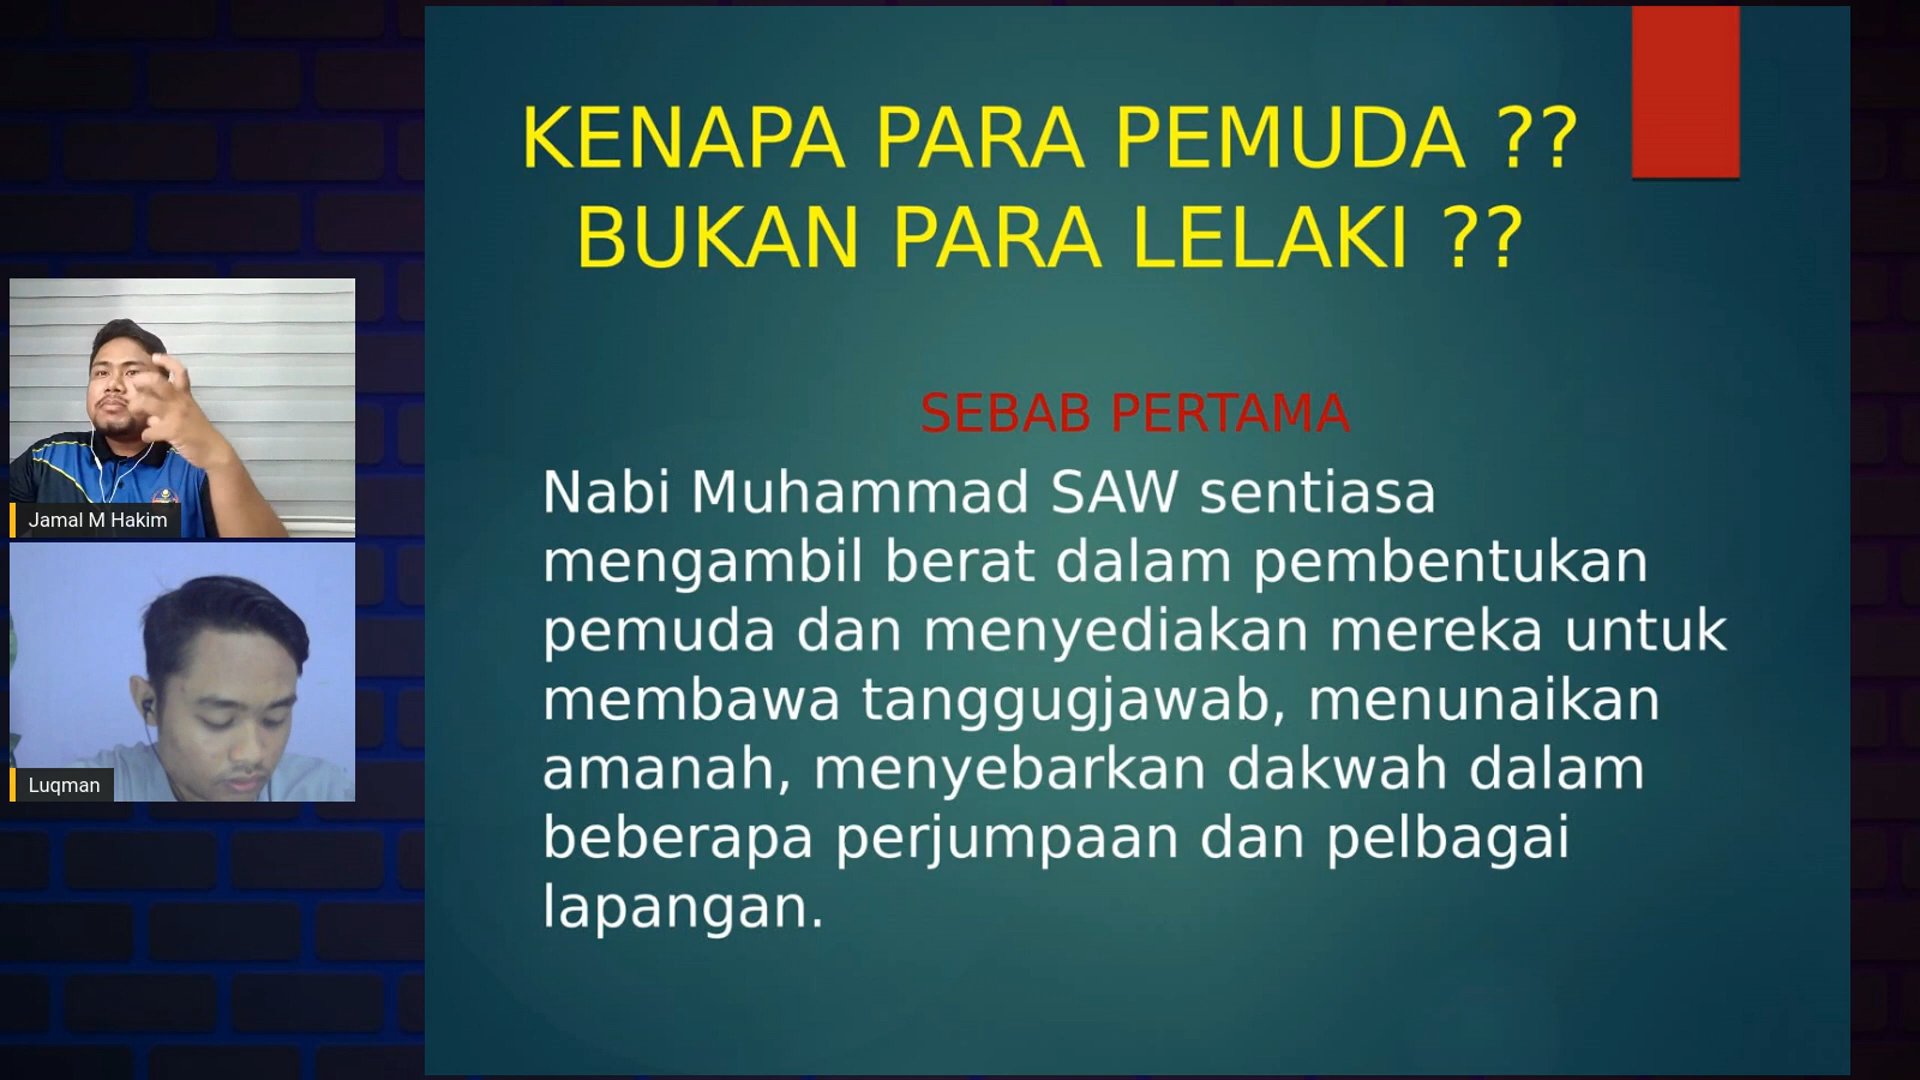 KENAPA PARA PEMUDA ??
BUKAN PARA LELAKI ??
SEBAB PERTAMA
Nabi Muhammad SAW sentiasa
mengambil berat dalam pembentukan
pemuda dan menyediakan mereka untuk
membawa tanggugjawab, menunaikan
amanah, menyebarkan dakwah dalam
beberapa perjumpaan dan pelbagai
lapangan.
Jamal M Hakim
Luqman